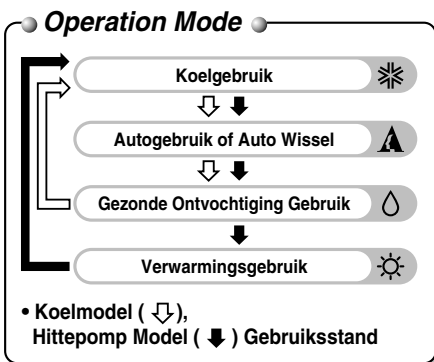 Operation Mode
Koelgebruik
Autogebruik of Auto Wissel
Gezonde Ontvochtiging Gebruik
Verwarmingsgebruik
• Koelmodel ( ⇩ ),
Hittepomp Model ( 🡇 ) Gebruiksstand